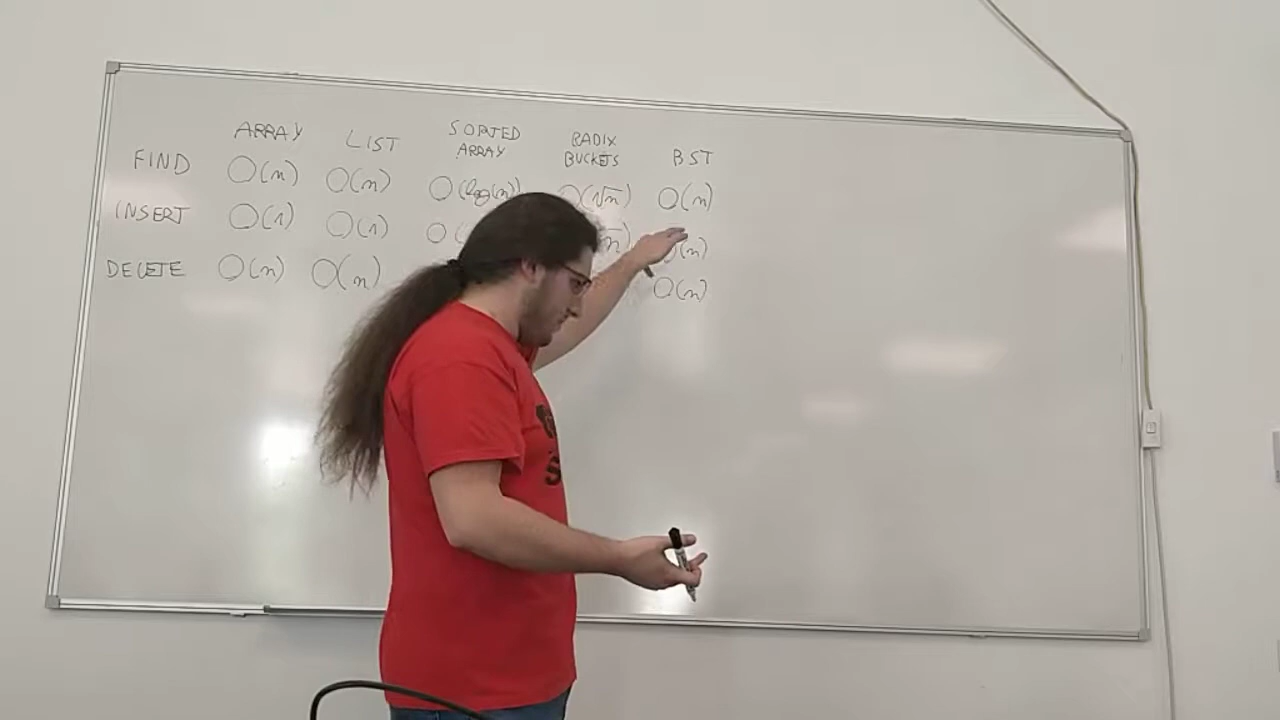 ARRAY LIST SORTED ARRAY RADIX BUCKETS BST
FIND O(n) O(n) O(log(n)) O(√n) O(n)
INSERT O(1) O(1) O( n) O(n)
DELETE O(n) O(n) O(n)